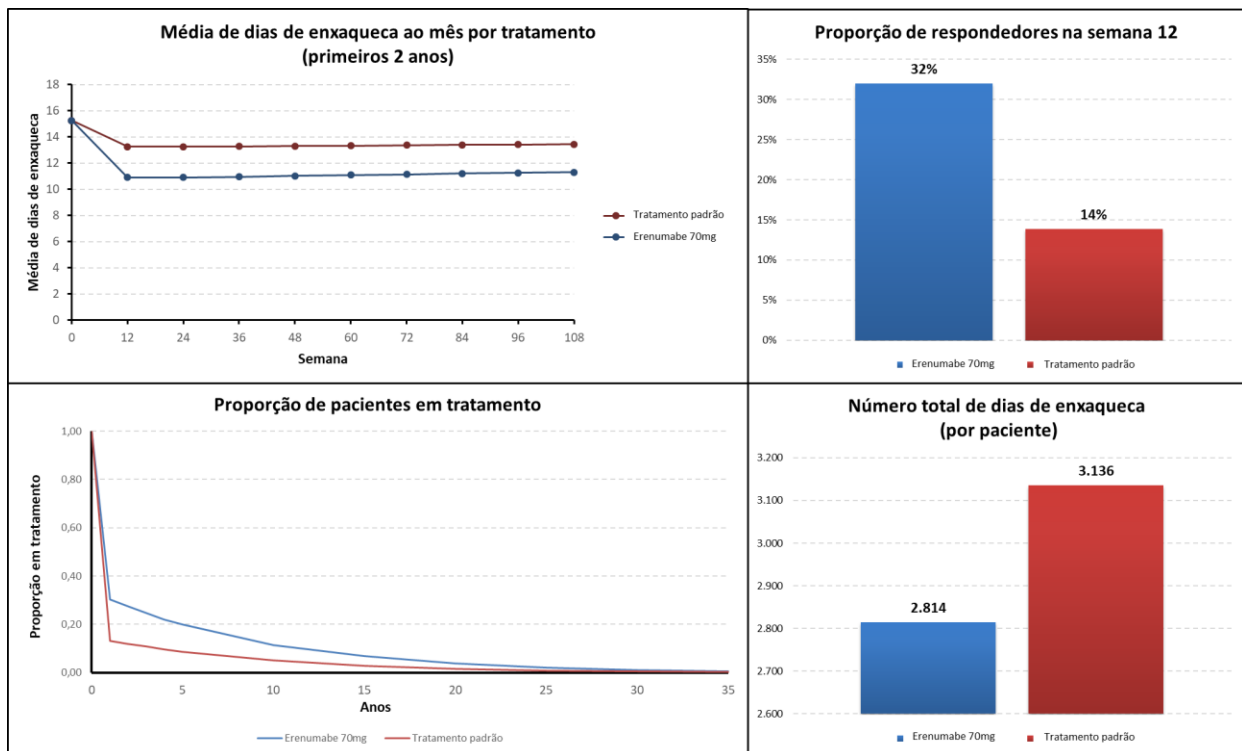 Média de dias de enxaqueca ao mês por tratamento
(primeiros 2 anos)
Média de dias de enxaqueca
18
16
14
12
10
8
6
4
2
0
0 12 24 36 48 60 72 84 96 108
Semana
Tratamento padrão
Erenumabe 70mg
Proporção de respondedores na semana 12
35%
30%
25%
20%
15%
10%
5%
0%
32%
14%
Erenumabe 70mg Tratamento padrão
Proporção de pacientes em tratamento
Proporção em tratamento
1,00
0,80
0,60
0,40
0,20
0,00
0 5 10 15 20 25 30 35
Anos
Erenumabe 70mg Tratamento padrão
Número total de dias de enxaqueca
(por paciente)
3.200
3.100
3.000
2.900
2.800
2.700
2.600
2.814
3.136
Erenumabe 70mg Tratamento padrão